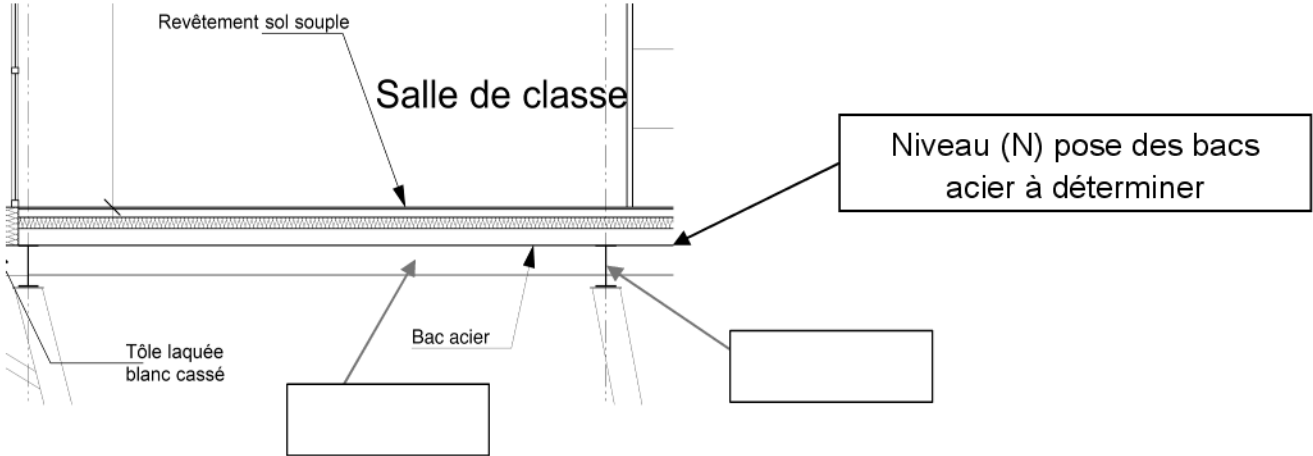 Revêtement sol souple
Salle de classe
Niveau (N) pose des bacs
acier à déterminer
Bac acier
Tôle laquée
blanc cassé